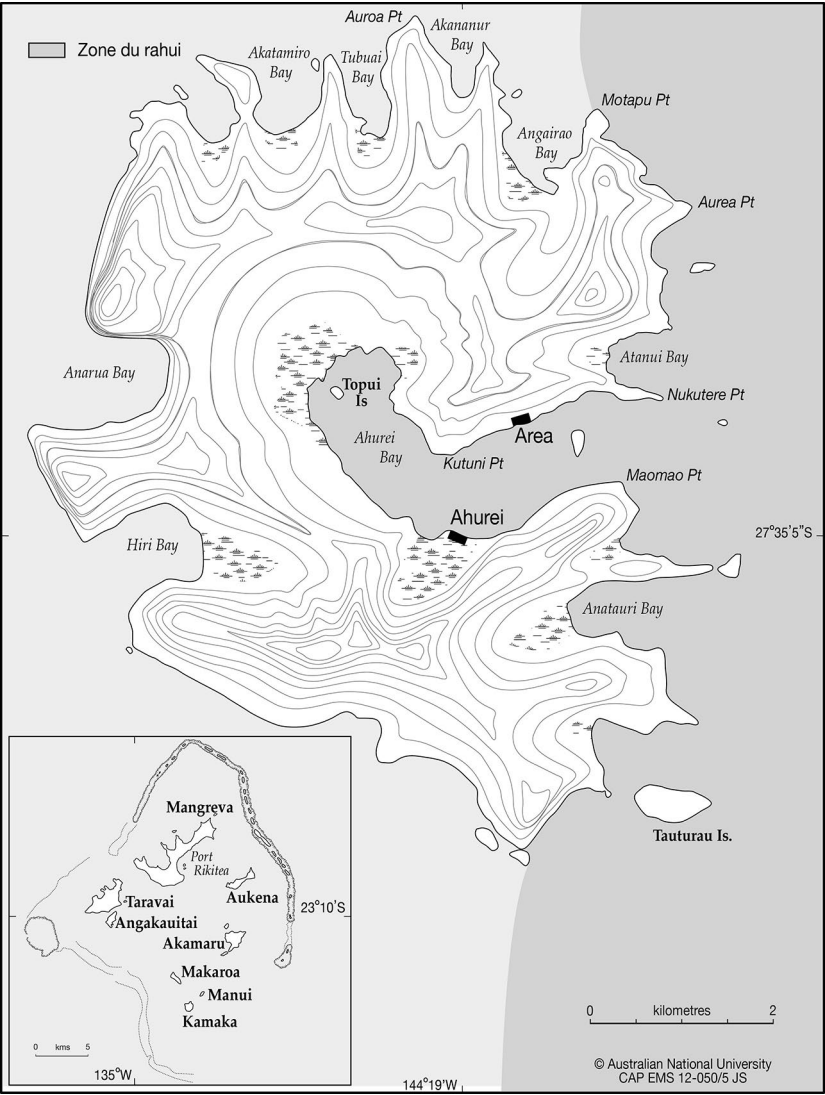 Zone du rahui
Auroa Pt
Akatamiro
Bay
Tubuai
Bay
Akananur
Bay
Motapu Pt
Angairao
Bay
Aurea Pt
Anarua Bay
Topui
Is
Atanui Bay
Nukutere Pt
Ahurei
Bay
Area
Kutuni Pt
Maomao Pt
Ahurei
27°35'5"S
Hiri Bay
Anatauri Bay
Tauturau Is.
Mangreva
Port
Rikitea
Taravai
Aukena
23°10'S
Angakauitai
Akamaru
Makaroa
Manui
Kamaka
0 kms 5
135°W
144°19'W
0 kilometres 2
© Australian National University
CAP EMS 12-050/5 JS